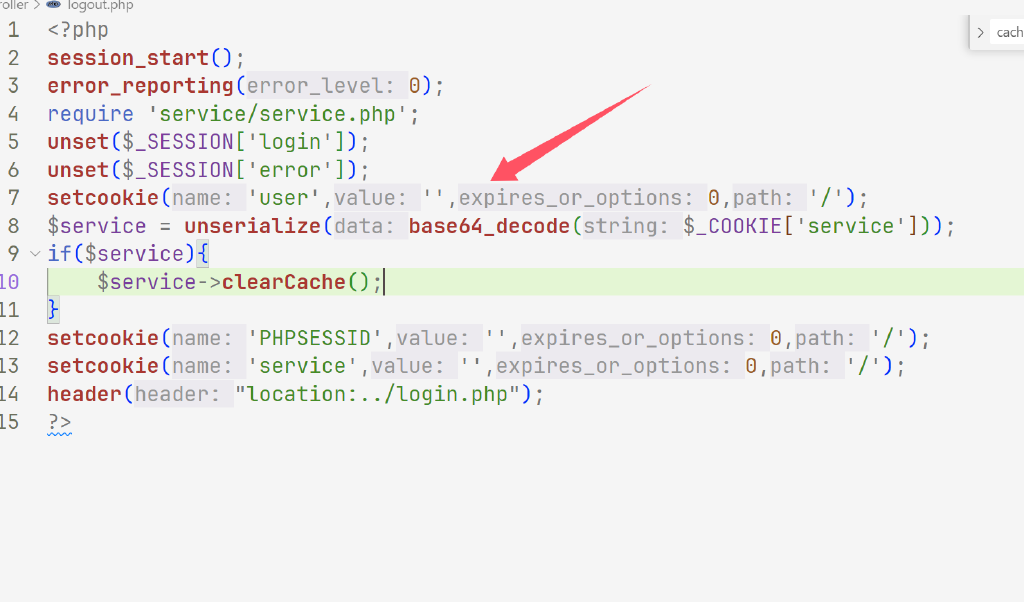 roller > logout.php
cach
1 <?php
2 session_start();
3 error_reporting(error_level: 0);
4 require 'service/service.php';
5 unset($_SESSION['login']);
6 unset($_SESSION['error']);
7 setcookie(name: 'user',value: '',expires_or_options: 0,path: '/');
8 $service = unserialize(data: base64_decode(string: $_COOKIE['service']));
9 if($service){
10     $service->clearCache();
11 }
12 setcookie(name: 'PHPSESSID',value: '',expires_or_options: 0,path: '/');
13 setcookie(name: 'service',value: '',expires_or_options: 0,path: '/');
14 header(header: "location:../login.php");
15 ?>